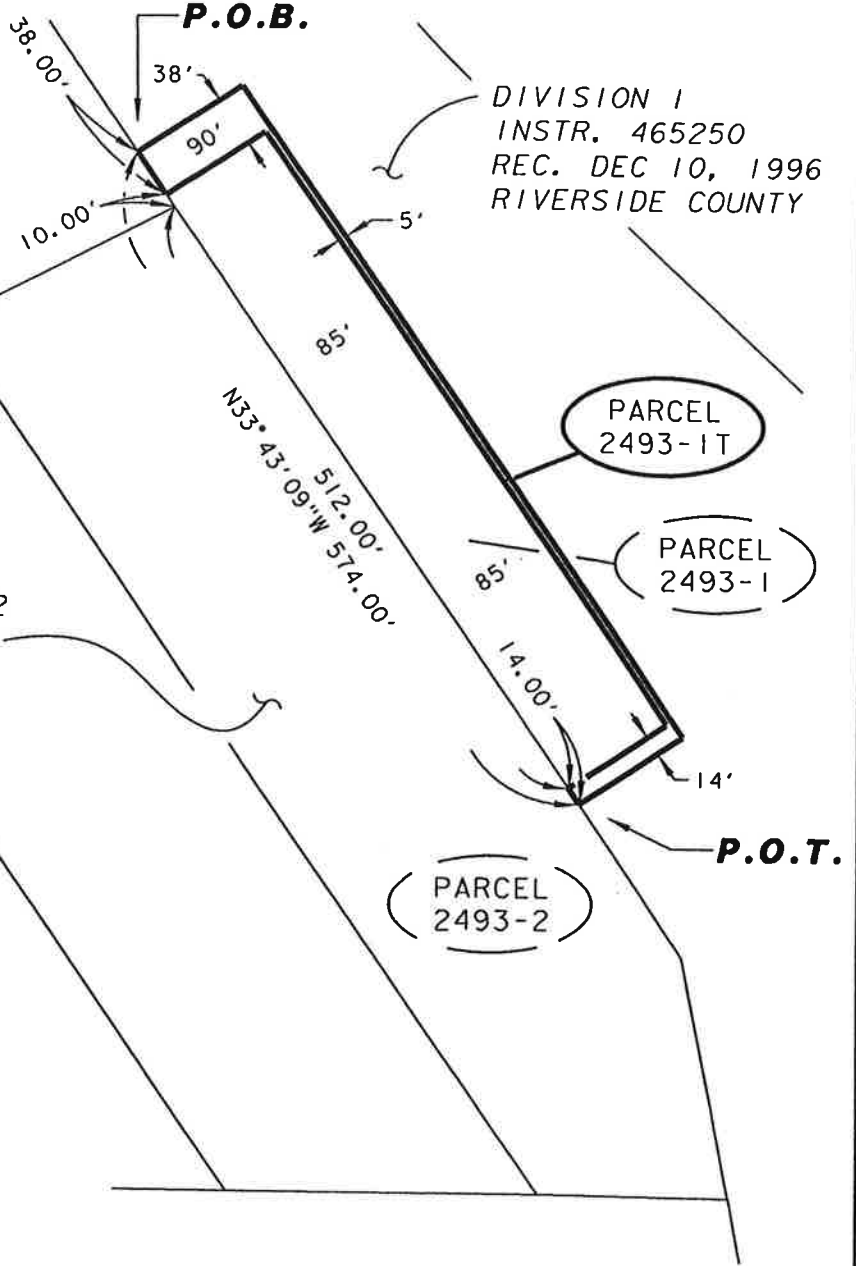 P.O.B.
38.00'
38'
90'
DIVISION 1
INSTR. 465250
REC. DEC 10, 1996
RIVERSIDE COUNTY
10.00'
5'
85'
PARCEL
2493-1T
512.00'
N33°43'09"W 574.00'
PARCEL
2493-1
85'
14.00'
14'
P.O.T.
PARCEL
2493-2